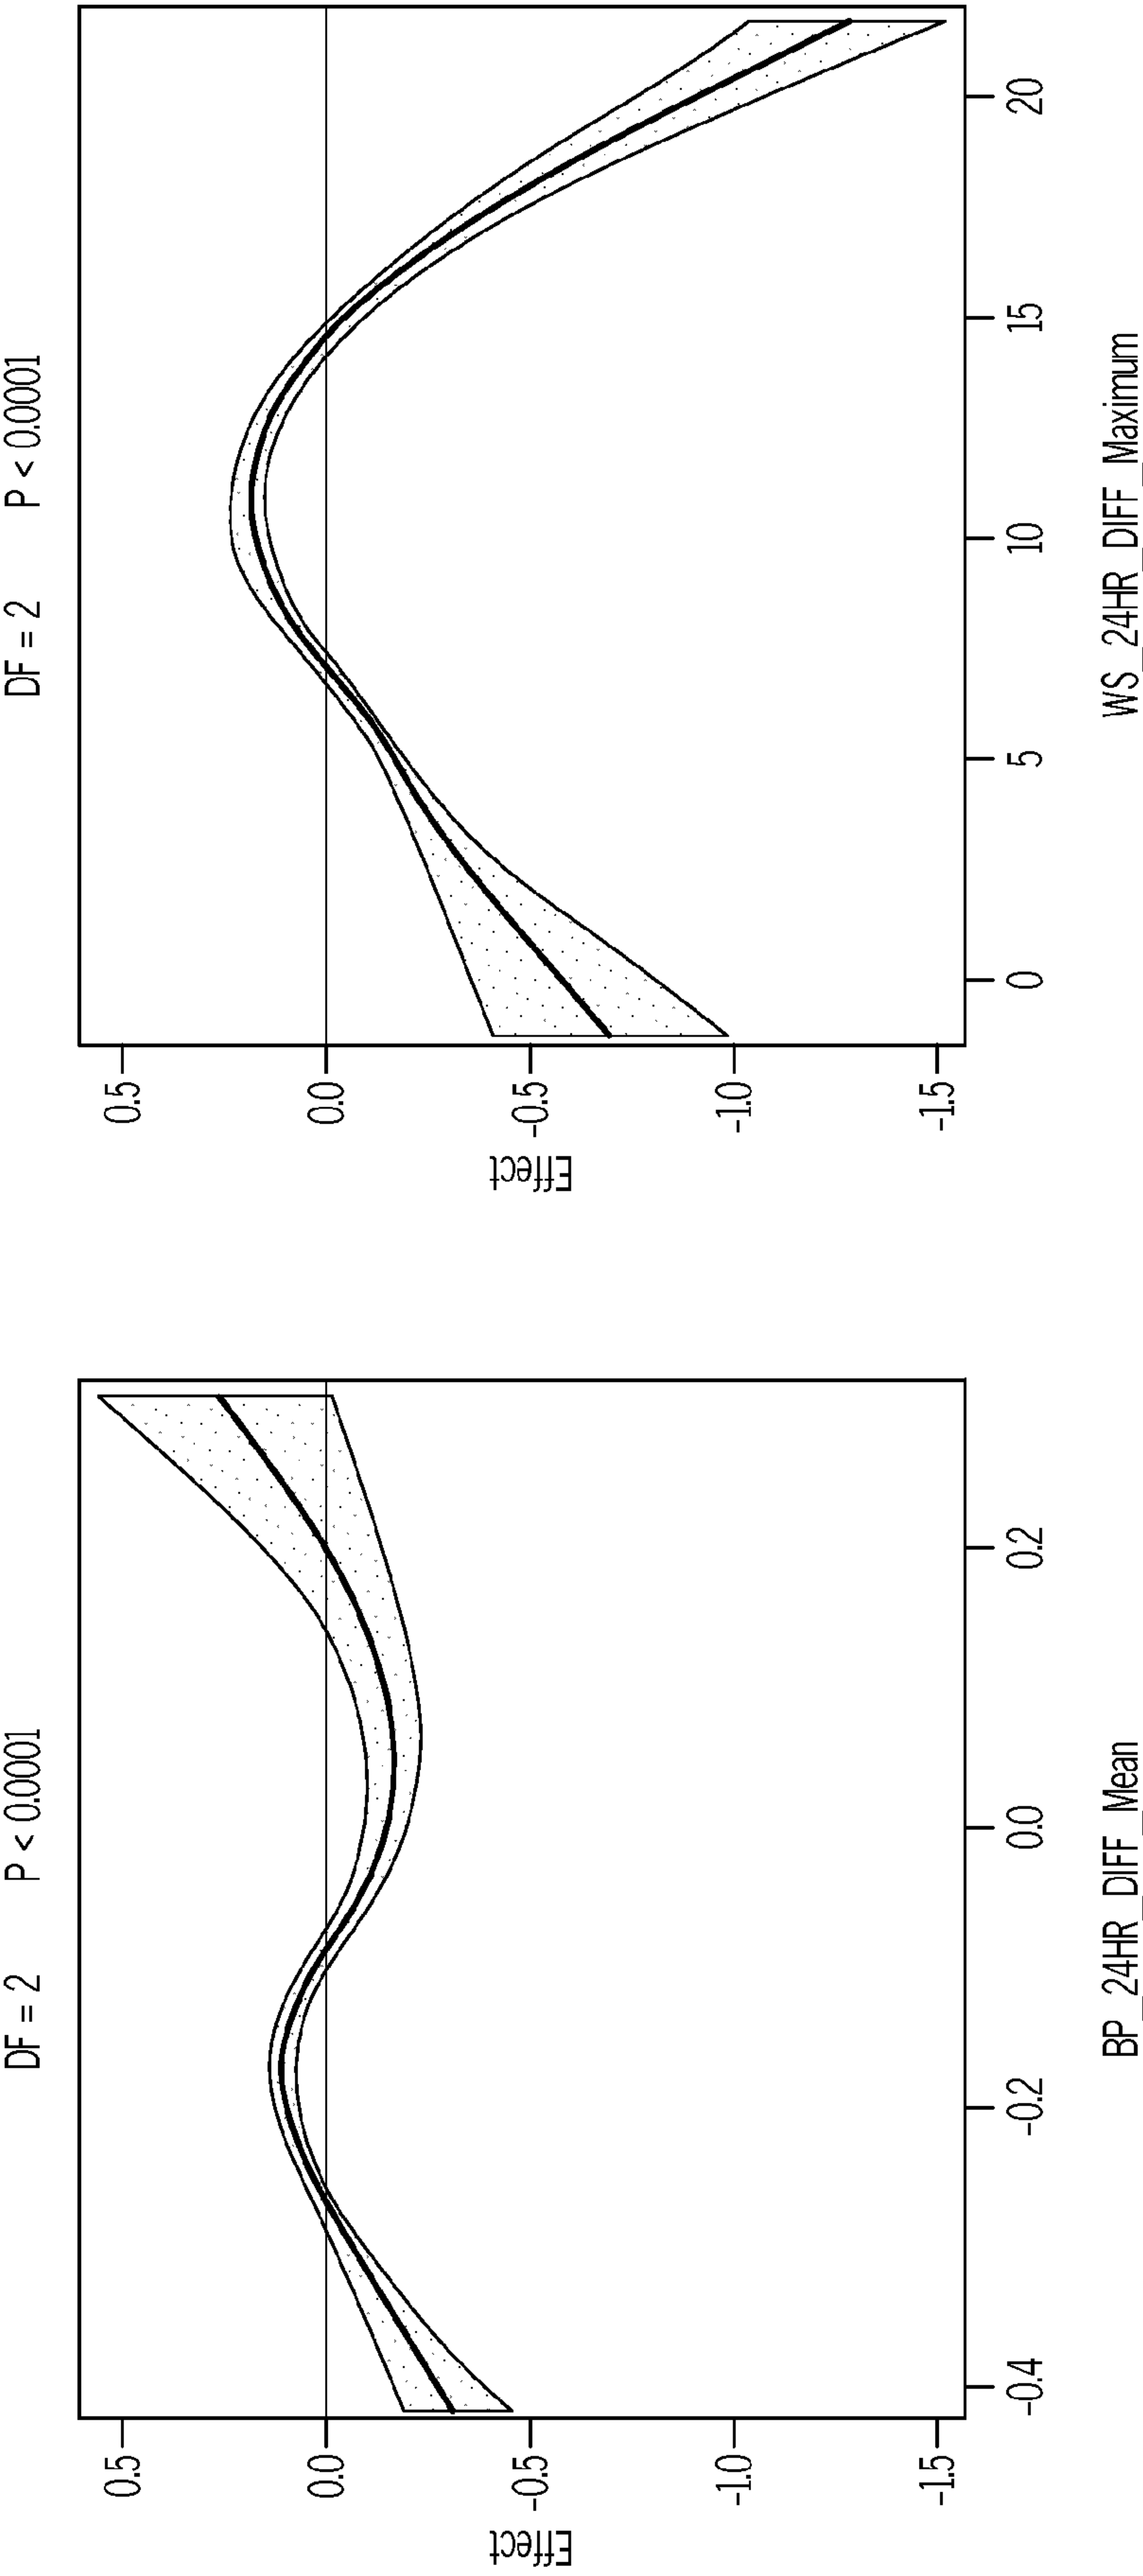 DF = 2 P < 0.0001
Effect
0.5
0.0
-0.5
-1.0
-1.5
-0.4 -0.2 0.0 0.2
BP_24HR_DIFF_Mean
DF = 2 P < 0.0001
Effect
0.5
0.0
-0.5
-1.0
-1.5
0 5 10 15 20
WS_24HR_DIFF_Maximum